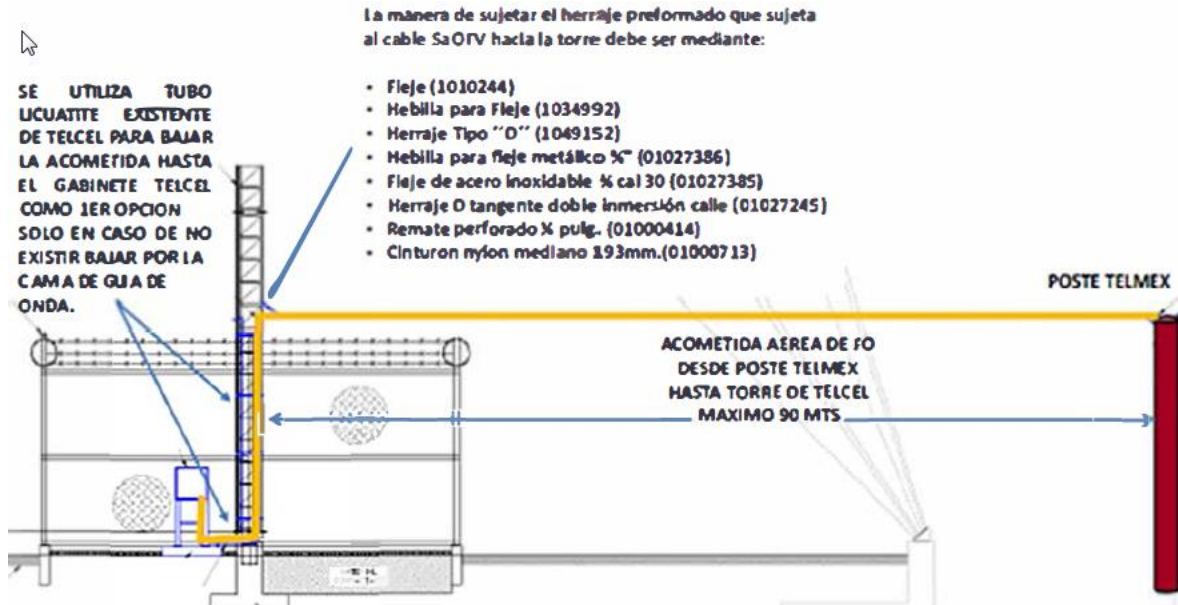 La manera de sujetar el herraje preformado que sujeta
al cable SaOIV hacia la torre debe ser mediante:
• Fleje (1010244)
• Hebilla para Fleje (1034992)
• Herraje Tipo ´´D´´ (1049152)
• Hebilla para fleje metálico ¾" (01027386)
• Fleje de acero inoxidable ¾ cal 30 (01027385)
• Herraje D tangente doble inmersión calle (01027245)
• Remate perforado ¼ pulg. (01000414)
• Cinturon nylon mediano 193mm.(01000713)
SE UTILIZA TUBO
LICUATITE EXISTENTE
DE TELCEL PARA BAJAR
LA ACOMETIDA HASTA
EL GABINETE TELCEL
COMO 1ER OPCION
SOLO EN CASO DE NO
EXISTIR BAJAR POR LA
CAMA DE GUIA DE
ONDA.
POSTE TELMEX
ACOMETIDA AEREA DE FO
DESDE POSTE TELMEX
HASTA TORRE DE TELCEL
MAXIMO 90 MTS